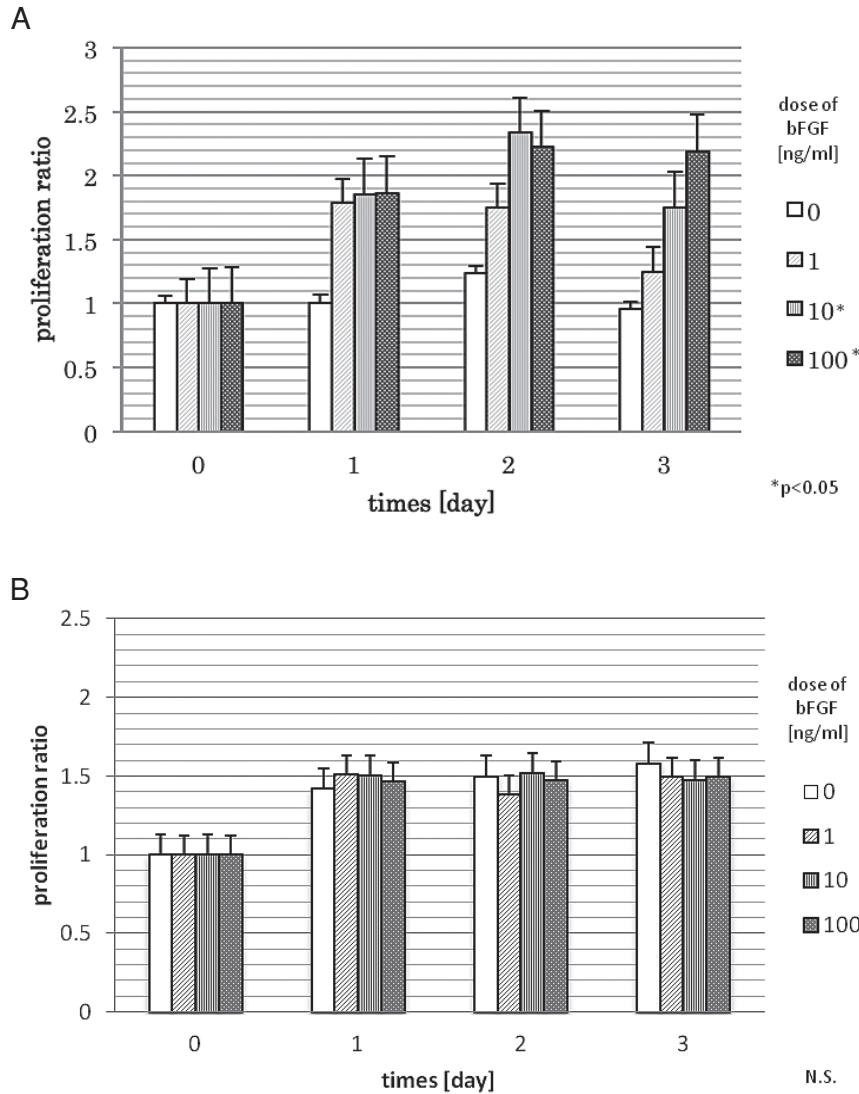 A
3
2.5
2
1.5
1
0.5
0
proliferation ratio
0 1 2 3
times [day]
dose of
bFGF
[ng/ml]
0
1
10*
100*
*p<0.05
B
2.5
2
1.5
1
0.5
0
proliferation ratio
0 1 2 3
times [day]
dose of
bFGF
[ng/ml]
0
1
10
100
N.S.